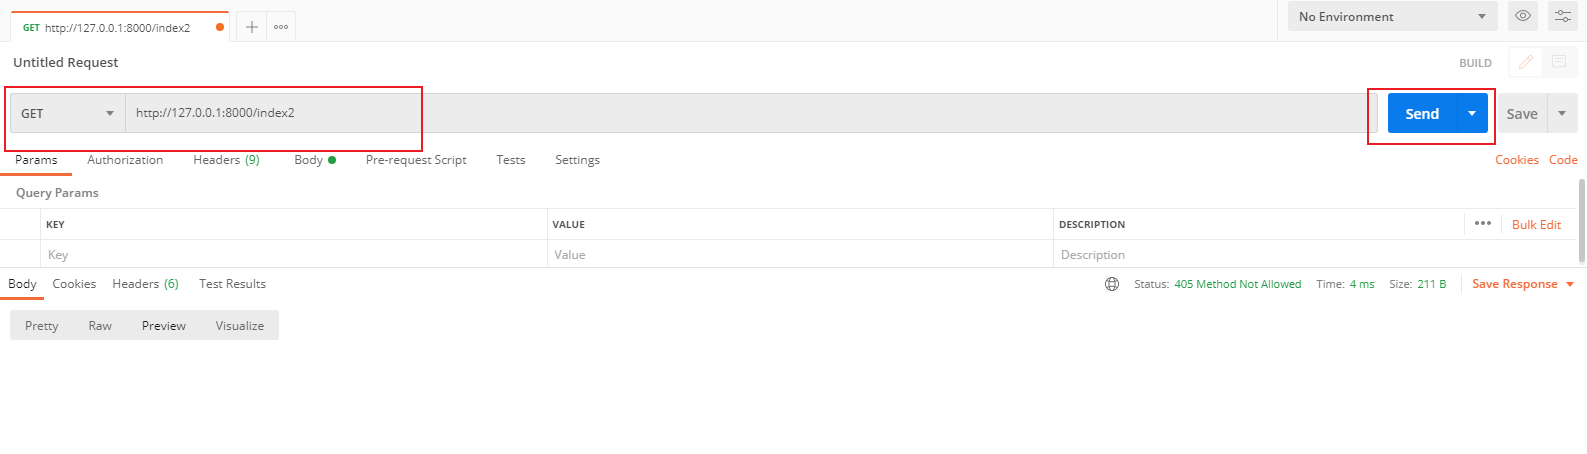 GET http://127.0.0.1:8000/index2
No Environment
Untitled Request
BUILD
GET http://127.0.0.1:8000/index2 Send Save
Params Authorization Headers (9) Body Pre-request Script Tests Settings Cookies Code
Query Params
KEY VALUE DESCRIPTION Bulk Edit
Key Value Description
Body Cookies Headers (6) Test Results Status: 405 Method Not Allowed Time: 4 ms Size: 211 B Save Response
Pretty Raw Preview Visualize